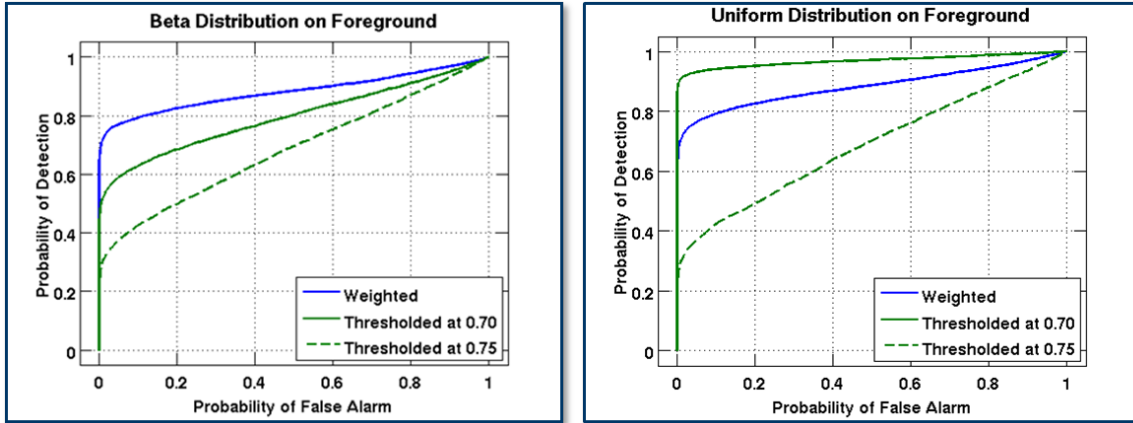 Beta Distribution on Foreground
1
0.8
0.6
0.4
0.2
0
Probability of Detection
Weighted
Thresholded at 0.70
Thresholded at 0.75
0 0.2 0.4 0.6 0.8 1
Probability of False Alarm
Uniform Distribution on Foreground
1
0.8
0.6
0.4
0.2
0
Probability of Detection
Weighted
Thresholded at 0.70
Thresholded at 0.75
0 0.2 0.4 0.6 0.8 1
Probability of False Alarm